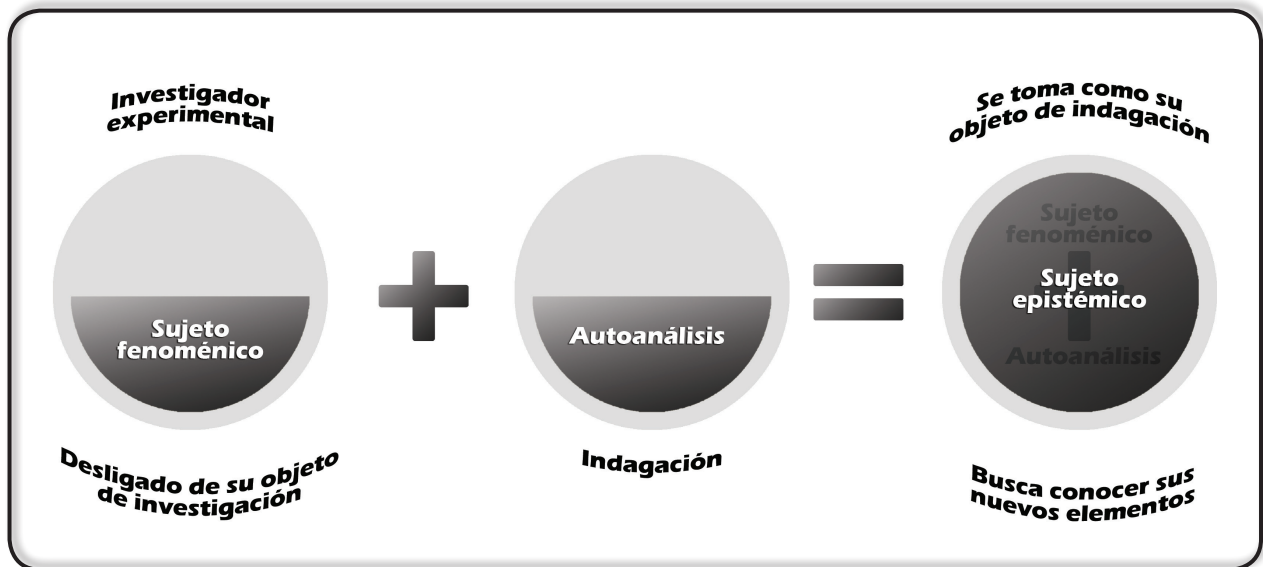 Investigador
experimental
Sujeto
fenoménico
Desligado de su objeto
de investigación
Autoanálisis
Indagación
Se toma como su
objeto de indagación
Sujeto
fenoménico
Sujeto
epistémico
Autoanálisis
Busca conocer sus
nuevos elementos